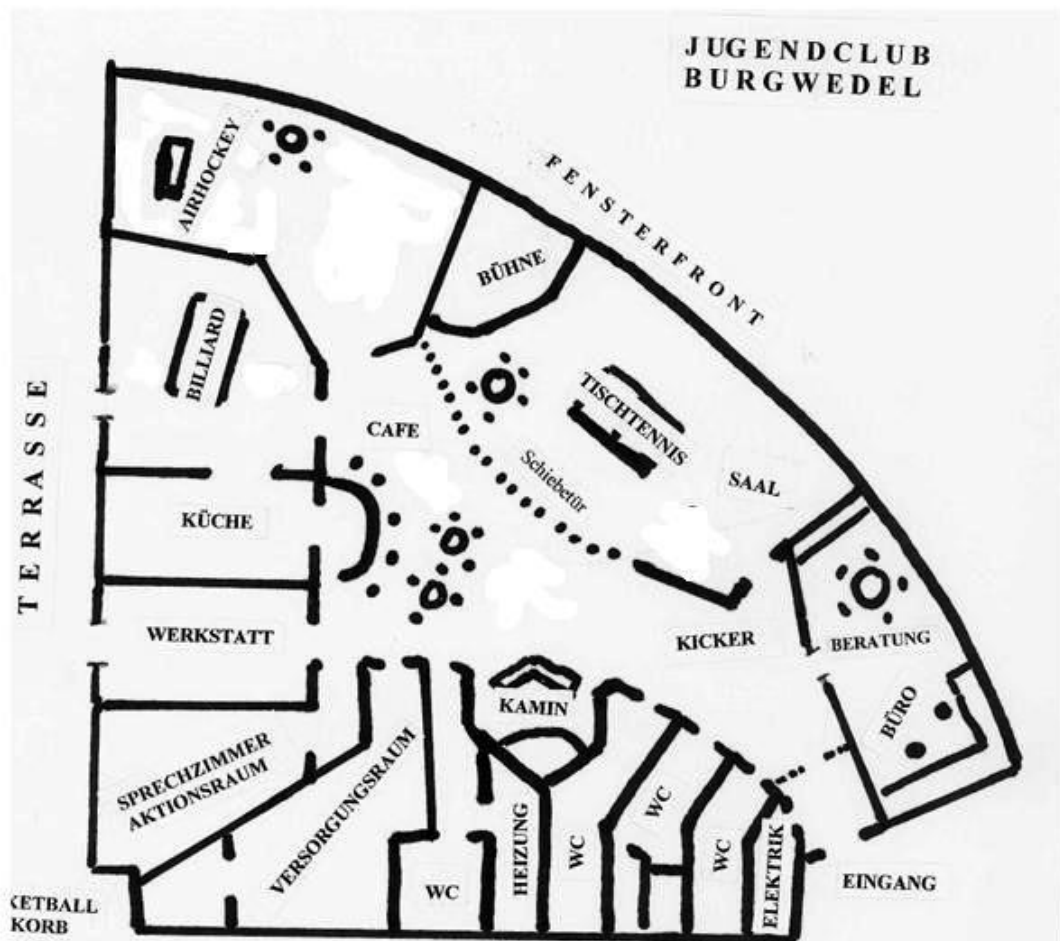 JUGENDCLUB
BURGWEDEL
FENSTERFRONT
AIRHOCKEY
BÜHNE
BILLIARD
TERRASSE
CAFE
TISCHTENNIS
Schiebetür
SAAL
KÜCHE
WERKSTATT
KICKER
BERATUNG
KAMIN
BÜRO
SPRECHZIMMER
AKTIONSRAUM
VERSORGUNGSRAUM
HEIZUNG
WC
WC
WC
WC
ELEKTRIK
EINGANG
KETBALL
KORB